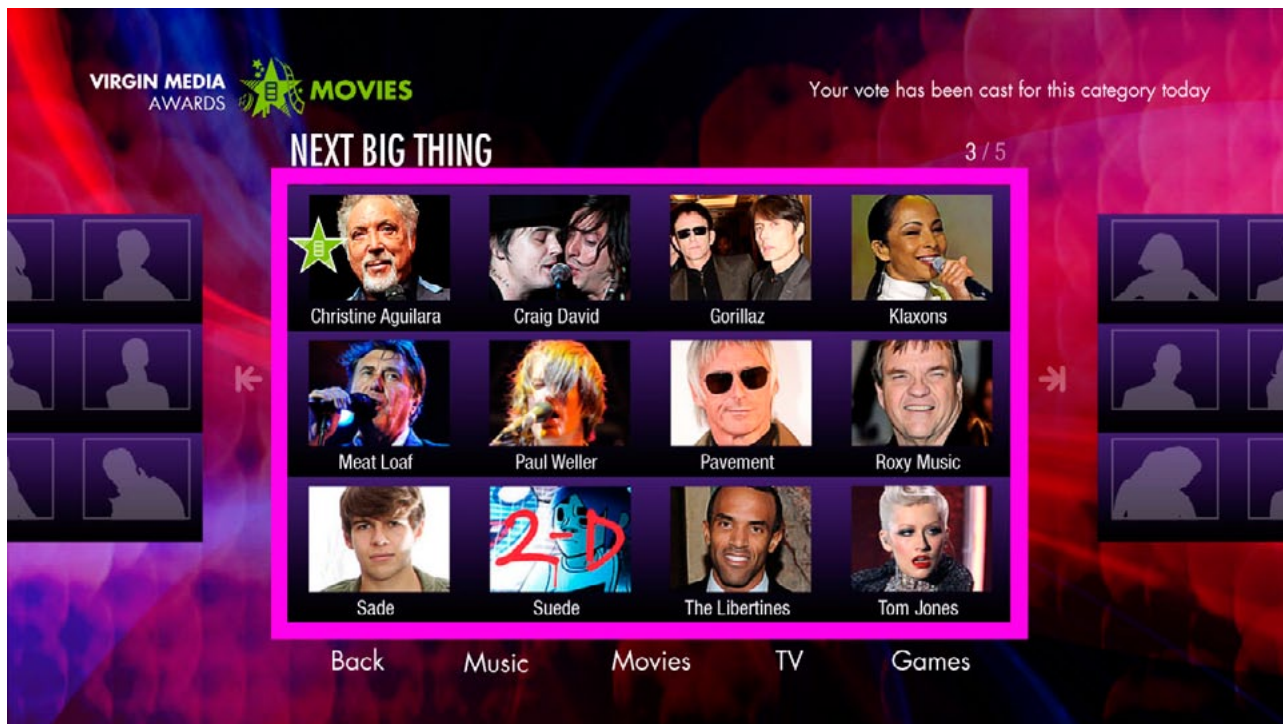 VIRGIN MEDIA
AWARDS
MOVIES
Your vote has been cast for this category today
NEXT BIG THING
3 / 5
Christine Aguilara
Craig David
Gorillaz
Klaxons
Meat Loaf
Paul Weller
Pavement
Roxy Music
2-D
Sade
Suede
The Libertines
Tom Jones
Back
Music
Movies
TV
Games